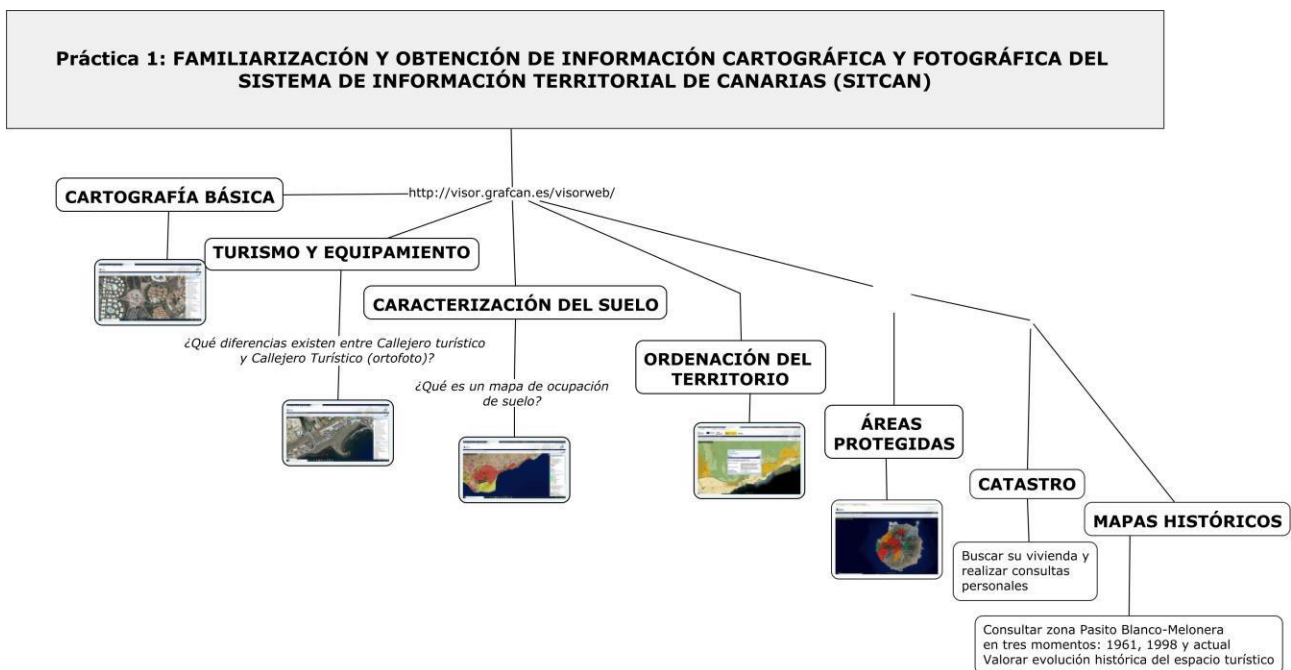 Práctica 1: FAMILIARIZACIÓN Y OBTENCIÓN DE INFORMACIÓN CARTOGRÁFICA Y FOTOGRÁFICA DEL
SISTEMA DE INFORMACIÓN TERRITORIAL DE CANARIAS (SITCAN)
http://visor.grafcan.es/visorweb/
CARTOGRAFÍA BÁSICA
TURISMO Y EQUIPAMIENTO
¿Qué diferencias existen entre Callejero turístico
y Callejero Turístico (ortofoto)?
CARACTERIZACIÓN DEL SUELO
¿Qué es un mapa de ocupación
de suelo?
ORDENACIÓN DEL
TERRITORIO
ÁREAS
PROTEGIDAS
CATASTRO
Buscar su vivienda y
realizar consultas
personales
MAPAS HISTÓRICOS
Consultar zona Pasito Blanco-Melonera
en tres momentos: 1961, 1998 y actual
Valorar evolución histórica del espacio turístico